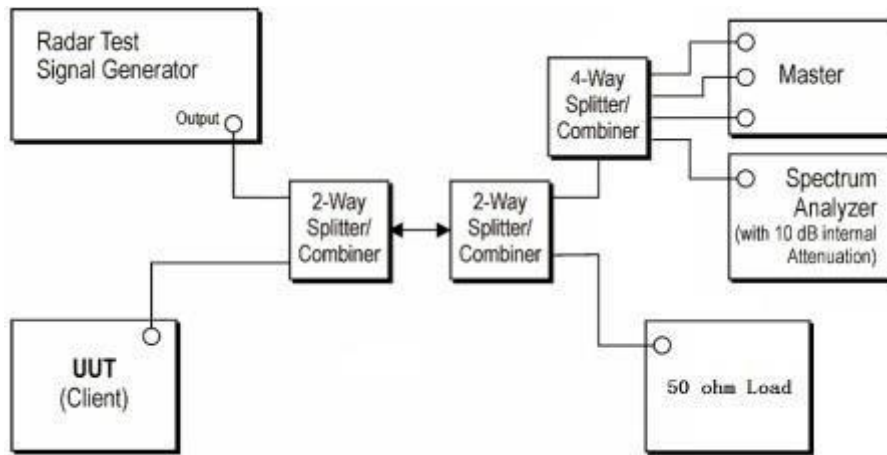 Radar Test
Signal Generator
Output
4-Way
Splitter/
Combiner
Master
2-Way
Splitter/
Combiner
2-Way
Splitter/
Combiner
Spectrum
Analyzer
(with 10 dB internal
Attenuation)
UUT
(Client)
50 ohm Load